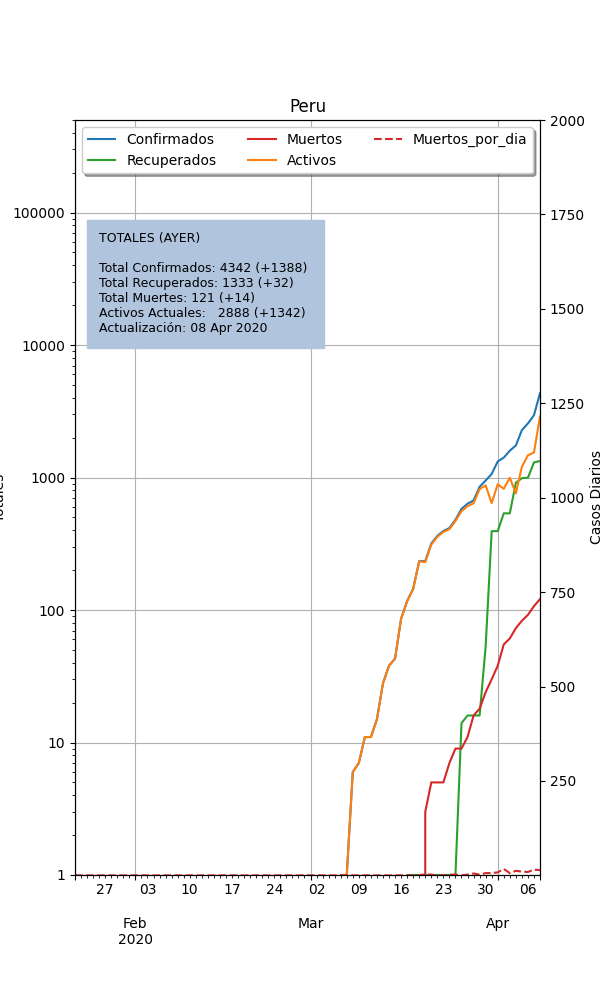 Peru
Confirmados
Recuperados
Muertos
Activos
Muertos_por_dia
TOTALES (AYER)
Total Confirmados: 4342 (+1388)
Total Recuperados: 1333 (+32)
Total Muertes: 121 (+14)
Activos Actuales: 2888 (+1342)
Actualización: 08 Apr 2020
100000
10000
1000
100
10
1
Totales
2000
1750
1500
1250
1000
750
500
250
Casos Diarios
27 03 10 17 24 02 09 16 23 30 06
Feb Mar Apr
2020